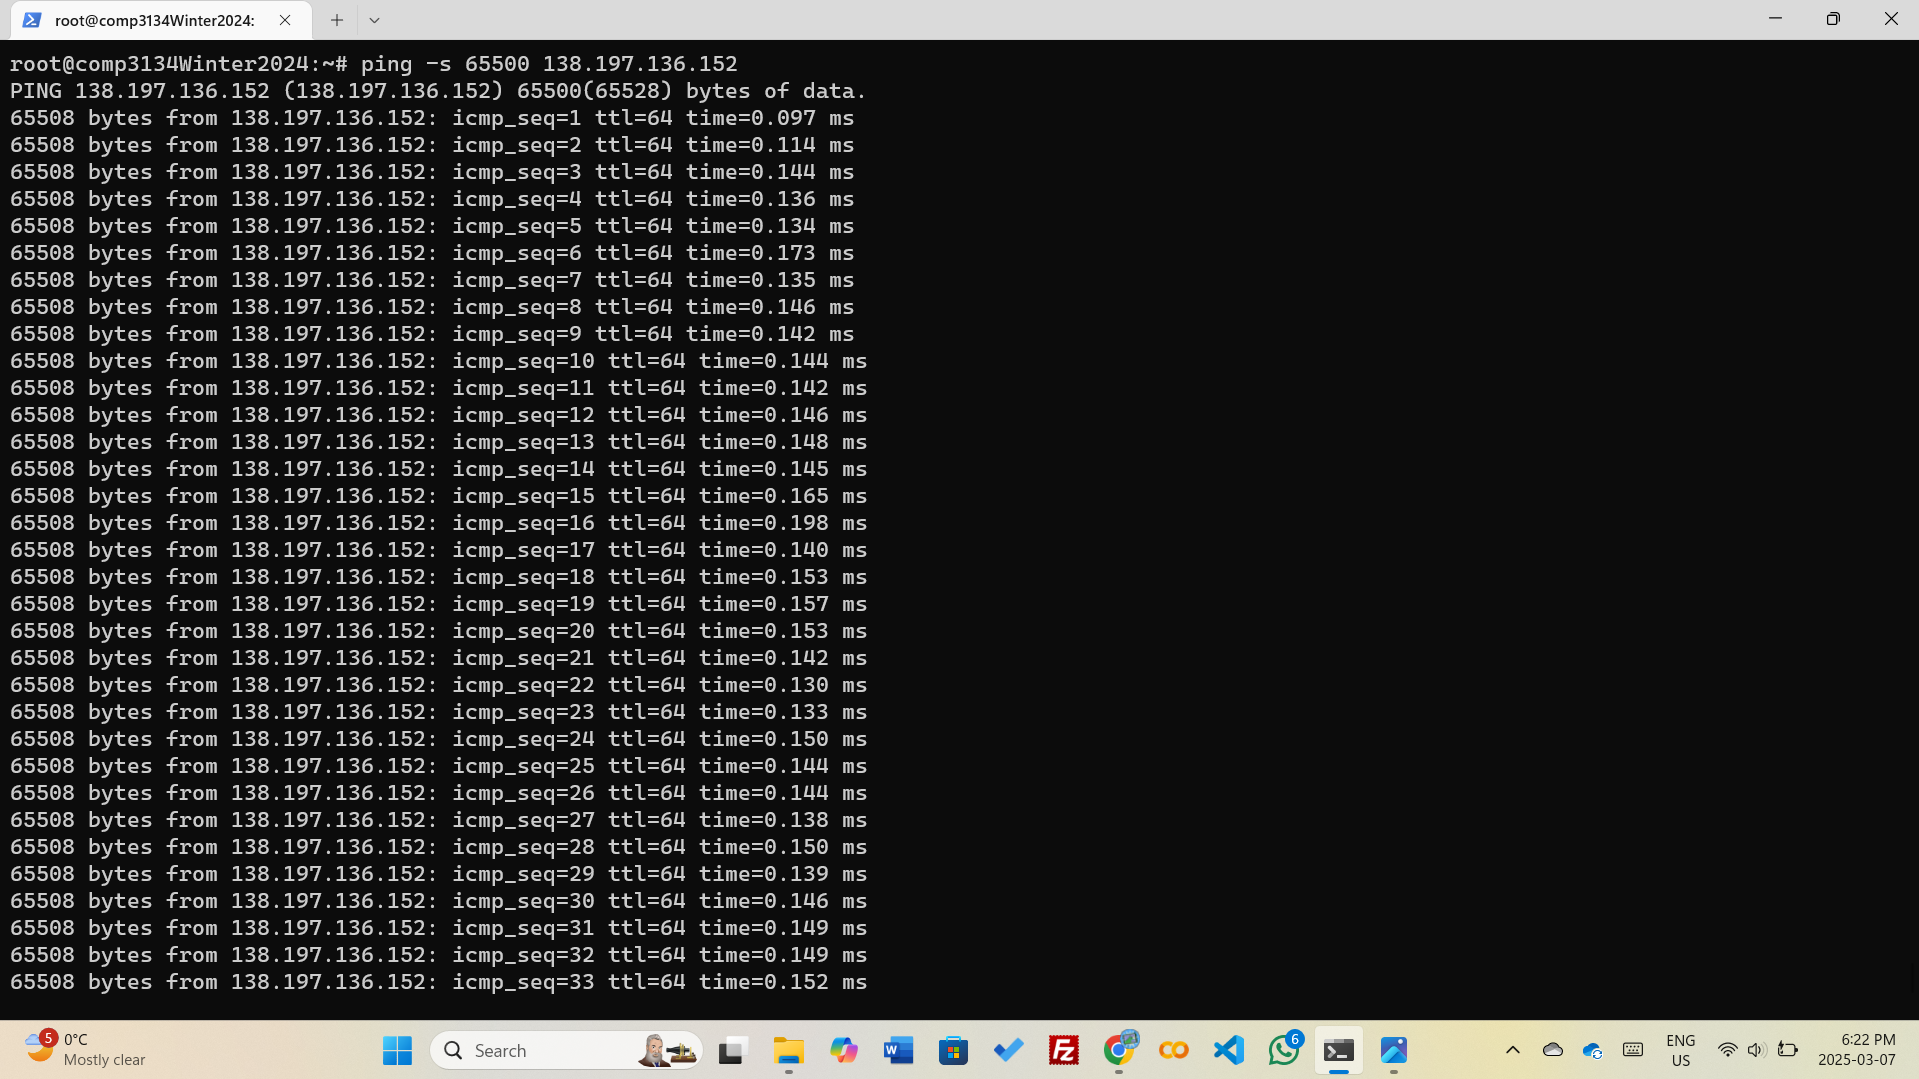 root@comp3134Winter2024:
root@comp3134Winter2024:~# ping -s 65500 138.197.136.152
PING 138.197.136.152 (138.197.136.152) 65500(65528) bytes of data.
65508 bytes from 138.197.136.152: icmp_seq=1 ttl=64 time=0.097 ms
65508 bytes from 138.197.136.152: icmp_seq=2 ttl=64 time=0.114 ms
65508 bytes from 138.197.136.152: icmp_seq=3 ttl=64 time=0.144 ms
65508 bytes from 138.197.136.152: icmp_seq=4 ttl=64 time=0.136 ms
65508 bytes from 138.197.136.152: icmp_seq=5 ttl=64 time=0.134 ms
65508 bytes from 138.197.136.152: icmp_seq=6 ttl=64 time=0.173 ms
65508 bytes from 138.197.136.152: icmp_seq=7 ttl=64 time=0.135 ms
65508 bytes from 138.197.136.152: icmp_seq=8 ttl=64 time=0.146 ms
65508 bytes from 138.197.136.152: icmp_seq=9 ttl=64 time=0.142 ms
65508 bytes from 138.197.136.152: icmp_seq=10 ttl=64 time=0.144 ms
65508 bytes from 138.197.136.152: icmp_seq=11 ttl=64 time=0.142 ms
65508 bytes from 138.197.136.152: icmp_seq=12 ttl=64 time=0.146 ms
65508 bytes from 138.197.136.152: icmp_seq=13 ttl=64 time=0.148 ms
65508 bytes from 138.197.136.152: icmp_seq=14 ttl=64 time=0.145 ms
65508 bytes from 138.197.136.152: icmp_seq=15 ttl=64 time=0.165 ms
65508 bytes from 138.197.136.152: icmp_seq=16 ttl=64 time=0.198 ms
65508 bytes from 138.197.136.152: icmp_seq=17 ttl=64 time=0.140 ms
65508 bytes from 138.197.136.152: icmp_seq=18 ttl=64 time=0.153 ms
65508 bytes from 138.197.136.152: icmp_seq=19 ttl=64 time=0.157 ms
65508 bytes from 138.197.136.152: icmp_seq=20 ttl=64 time=0.153 ms
65508 bytes from 138.197.136.152: icmp_seq=21 ttl=64 time=0.142 ms
65508 bytes from 138.197.136.152: icmp_seq=22 ttl=64 time=0.130 ms
65508 bytes from 138.197.136.152: icmp_seq=23 ttl=64 time=0.133 ms
65508 bytes from 138.197.136.152: icmp_seq=24 ttl=64 time=0.150 ms
65508 bytes from 138.197.136.152: icmp_seq=25 ttl=64 time=0.144 ms
65508 bytes from 138.197.136.152: icmp_seq=26 ttl=64 time=0.144 ms
65508 bytes from 138.197.136.152: icmp_seq=27 ttl=64 time=0.138 ms
65508 bytes from 138.197.136.152: icmp_seq=28 ttl=64 time=0.150 ms
65508 bytes from 138.197.136.152: icmp_seq=29 ttl=64 time=0.139 ms
65508 bytes from 138.197.136.152: icmp_seq=30 ttl=64 time=0.146 ms
65508 bytes from 138.197.136.152: icmp_seq=31 ttl=64 time=0.149 ms
65508 bytes from 138.197.136.152: icmp_seq=32 ttl=64 time=0.149 ms
65508 bytes from 138.197.136.152: icmp_seq=33 ttl=64 time=0.152 ms
5
0°C
Mostly clear
Search
W
Fz
6
ENG
US
6:22 PM
2025-03-07